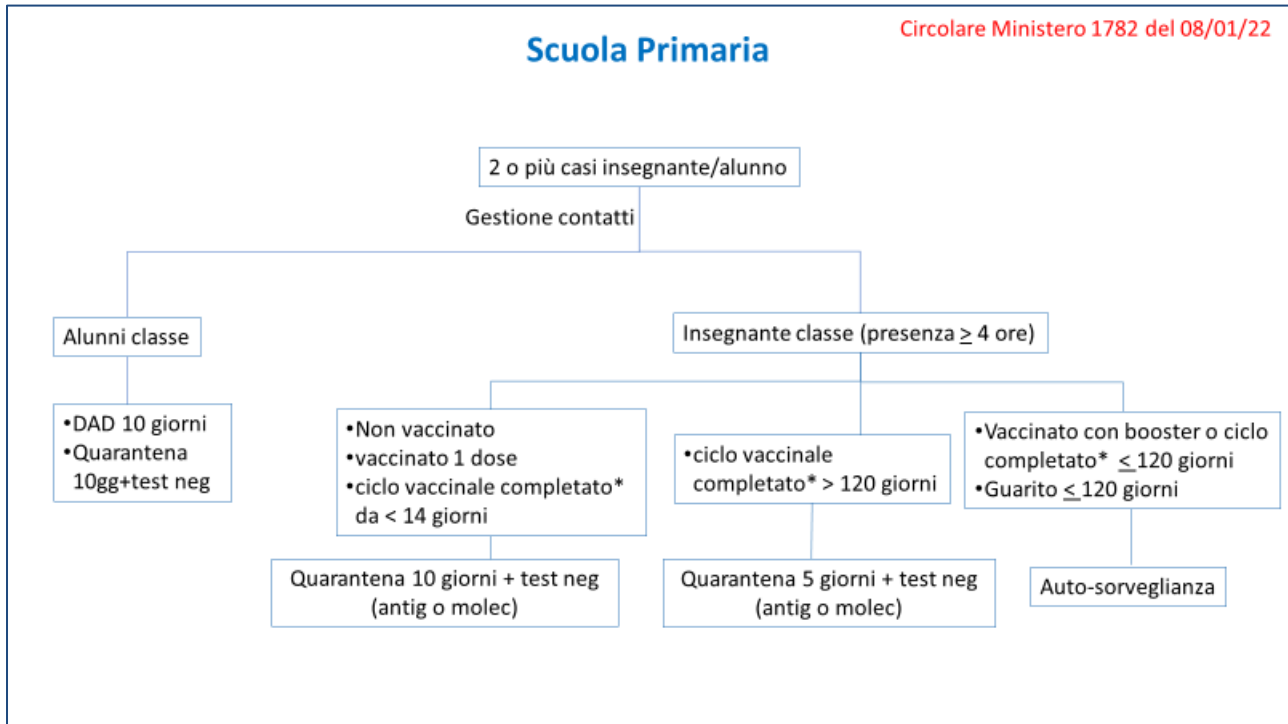 Circolare Ministero 1782 del 08/01/22
Scuola Primaria
2 o più casi insegnante/alunno
Gestione contatti
Alunni classe
Insegnante classe (presenza ≥ 4 ore)
•DAD 10 giorni
•Quarantena
10gg+test neg
•Non vaccinato
•vaccinato 1 dose
•ciclo vaccinale completato*
da < 14 giorni
•ciclo vaccinale
completato* > 120 giorni
•Vaccinato con booster o ciclo
completato* ≤ 120 giorni
•Guarito ≤ 120 giorni
Quarantena 10 giorni + test neg
(antig o molec)
Quarantena 5 giorni + test neg
(antig o molec)
Auto-sorveglianza